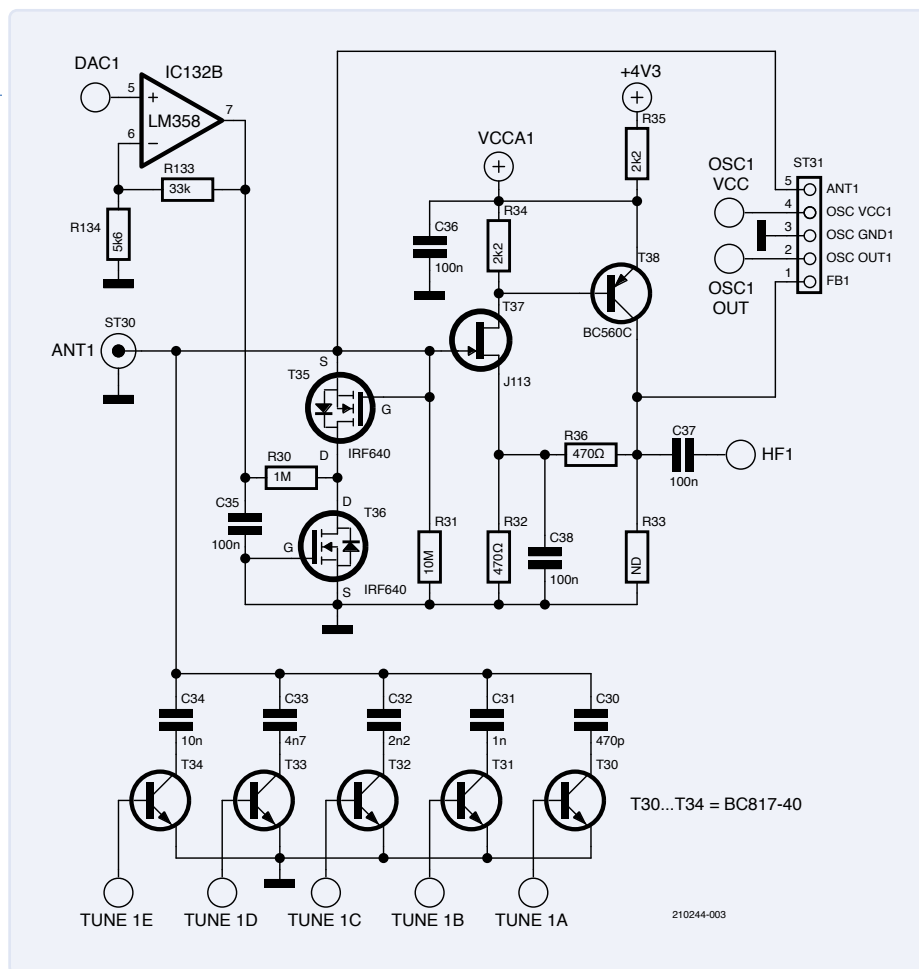 DAC1
IC132B
5
+
LM358
7
6
−
R133
33k
R134
5k6
ST30
ANT1
+4V3
+
R35
2k2
VCCA1
+
R34
2k2
C36
100n
T38
BC560C
T37
J113
OSC1
VCC
OSC1
OUT
ST31
5
ANT1
4
OSC VCC1
3
OSC GND1
2
OSC OUT1
1
FB1
S
T35
G
IRF640
D
R30
1M
C35
100n
D
T36
G
IRF640
S
R31
10M
R32
470Ω
C38
100n
R36
470Ω
C37
100n
HF1
R33
ND
C34
10n
T34
C33
4n7
T33
C32
2n2
T32
C31
1n
T31
C30
470p
T30
T30...T34 = BC817-40
TUNE 1E
TUNE 1D
TUNE 1C
TUNE 1B
TUNE 1A
210244-003